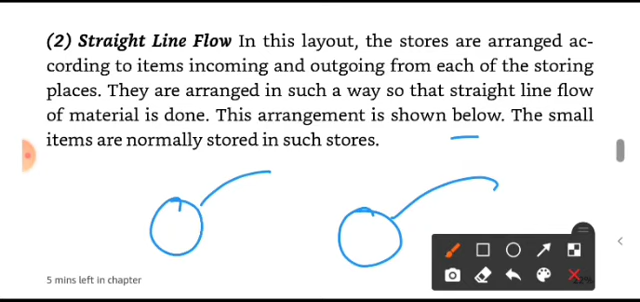 (2) Straight Line Flow In this layout, the stores are arranged ac-
cording to items incoming and outgoing from each of the storing
places. They are arranged in such a way so that straight line flow
of material is done. This arrangement is shown below. The small
items are normally stored in such stores.
5 mins left in chapter